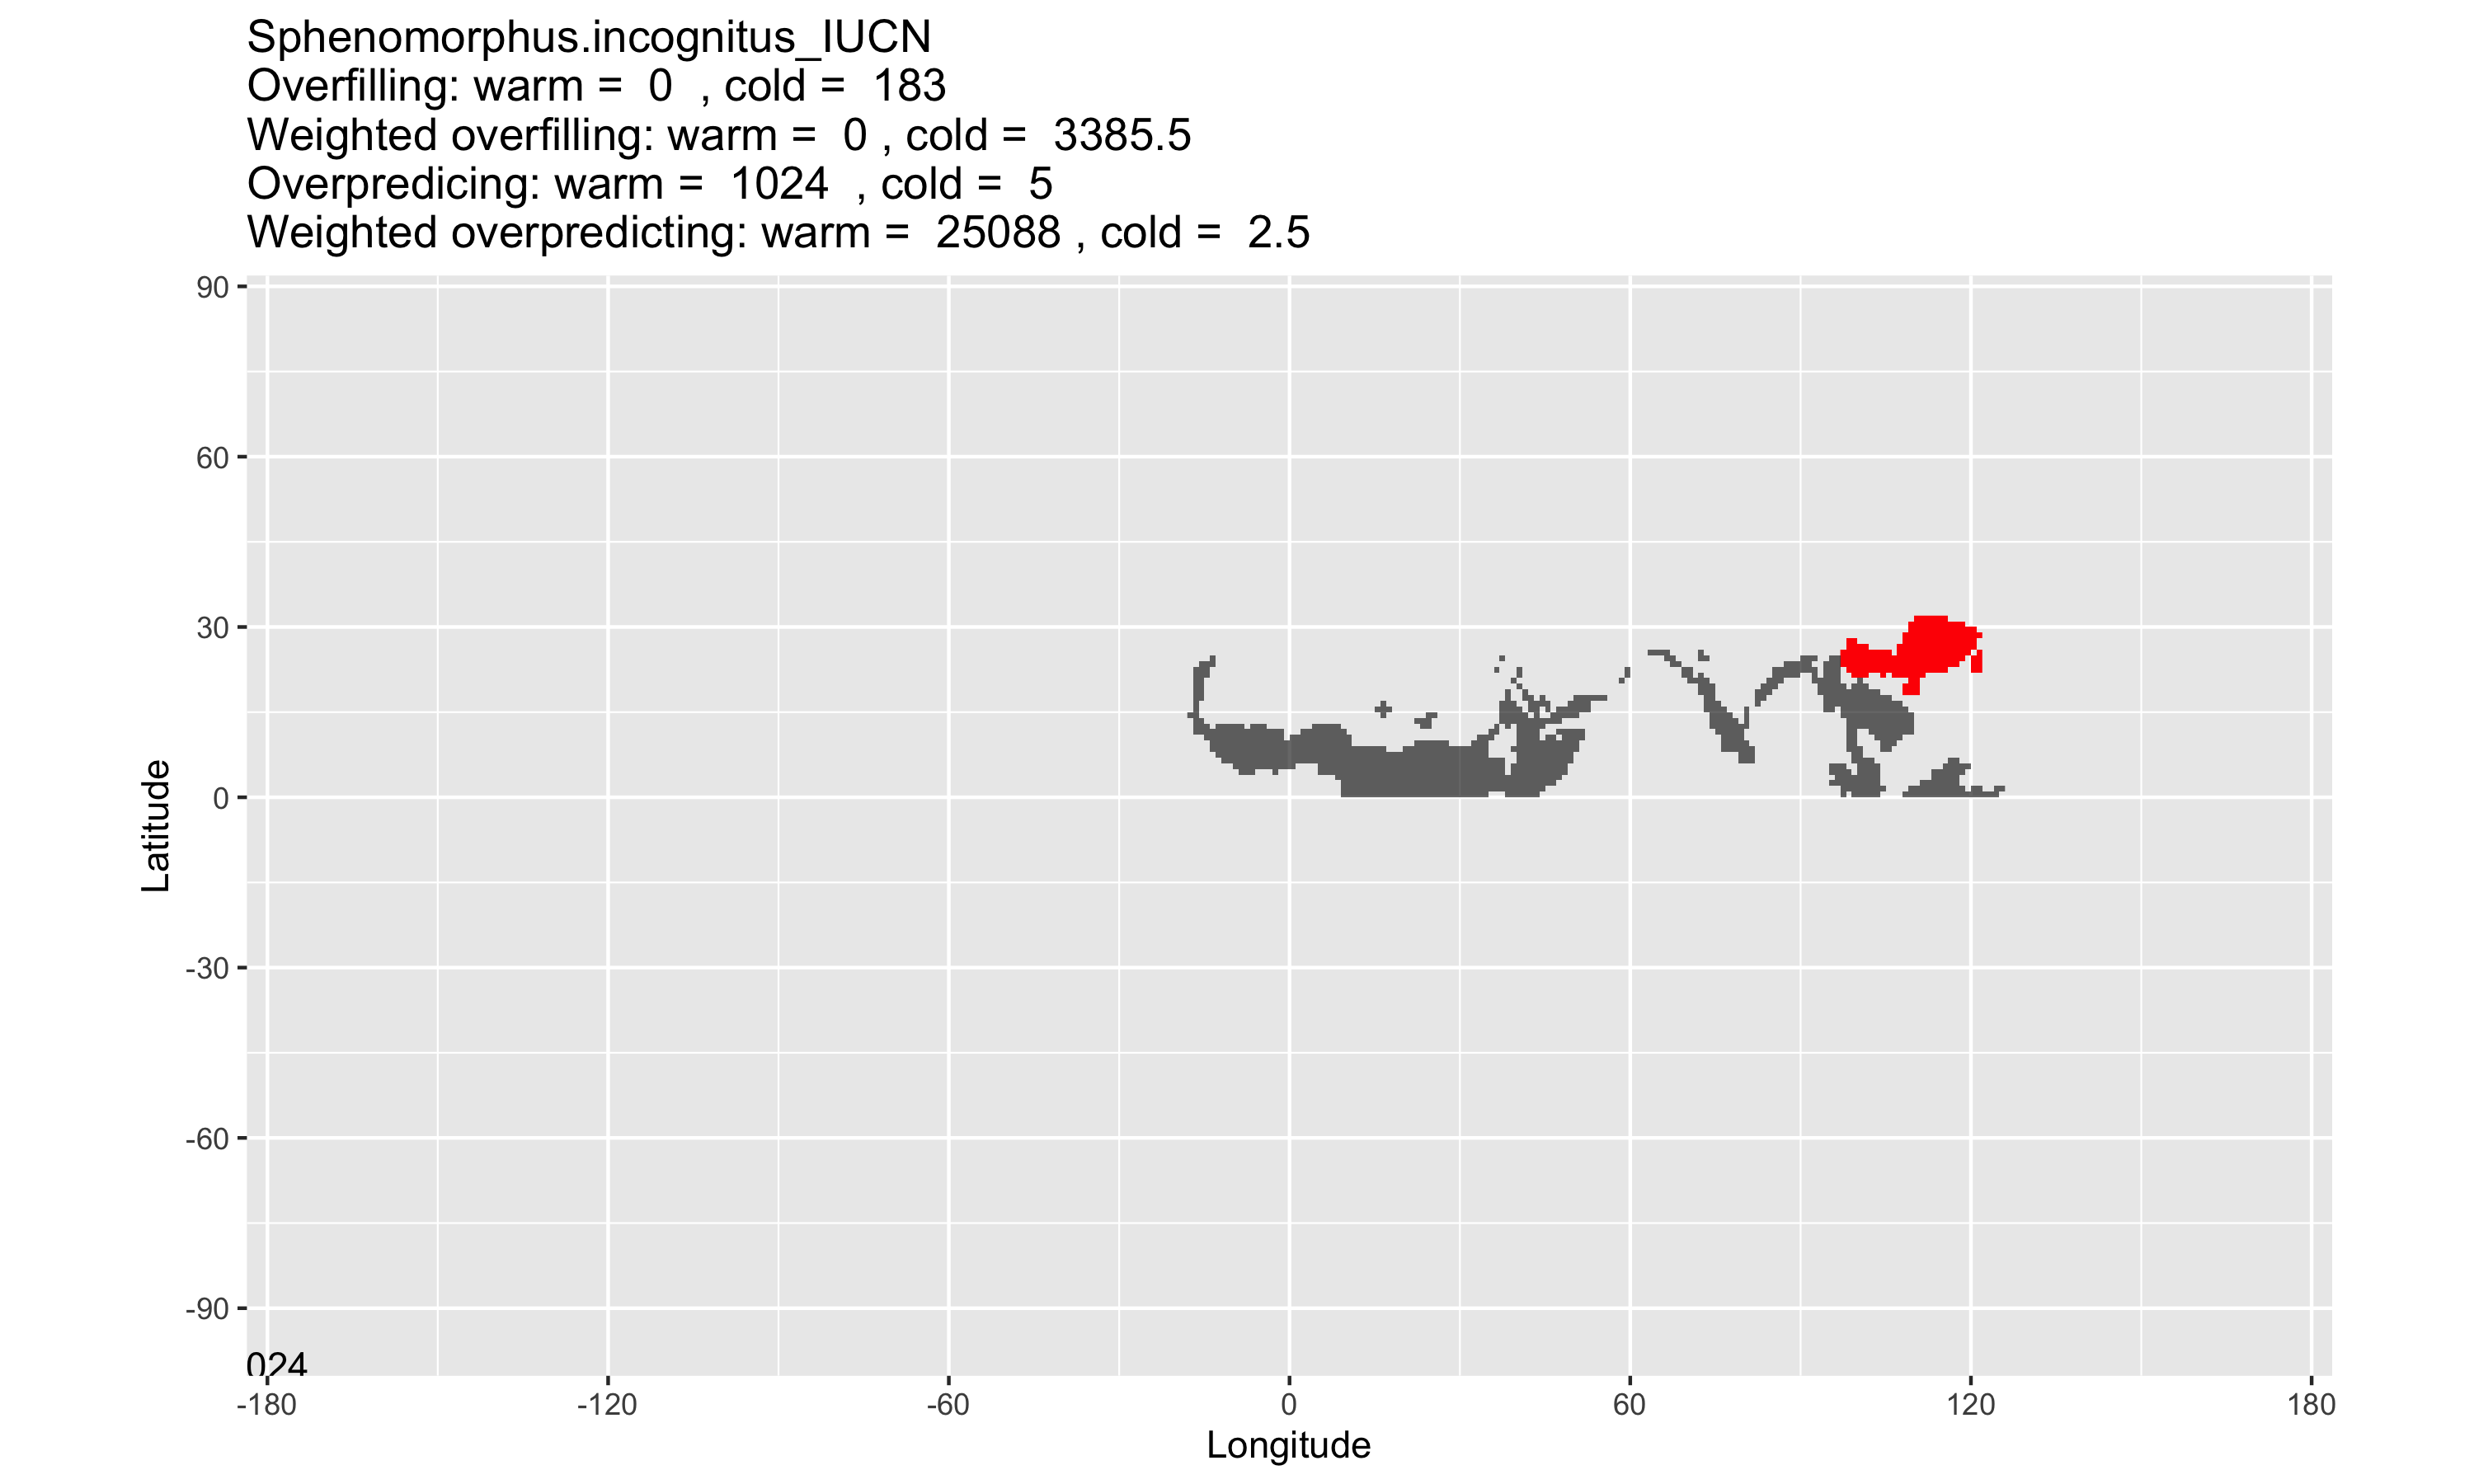 Sphenomorphus.incognitus_IUCN
Overfilling: warm = 0 , cold = 183
Weighted overfilling: warm = 0 , cold = 3385.5
Overpredicing: warm = 1024 , cold = 5
Weighted overpredicting: warm = 25088 , cold = 2.5
90
60
30
0
-30
-60
-90
Latitude
024
-180 -120 -60 0 60 120 180
Longitude